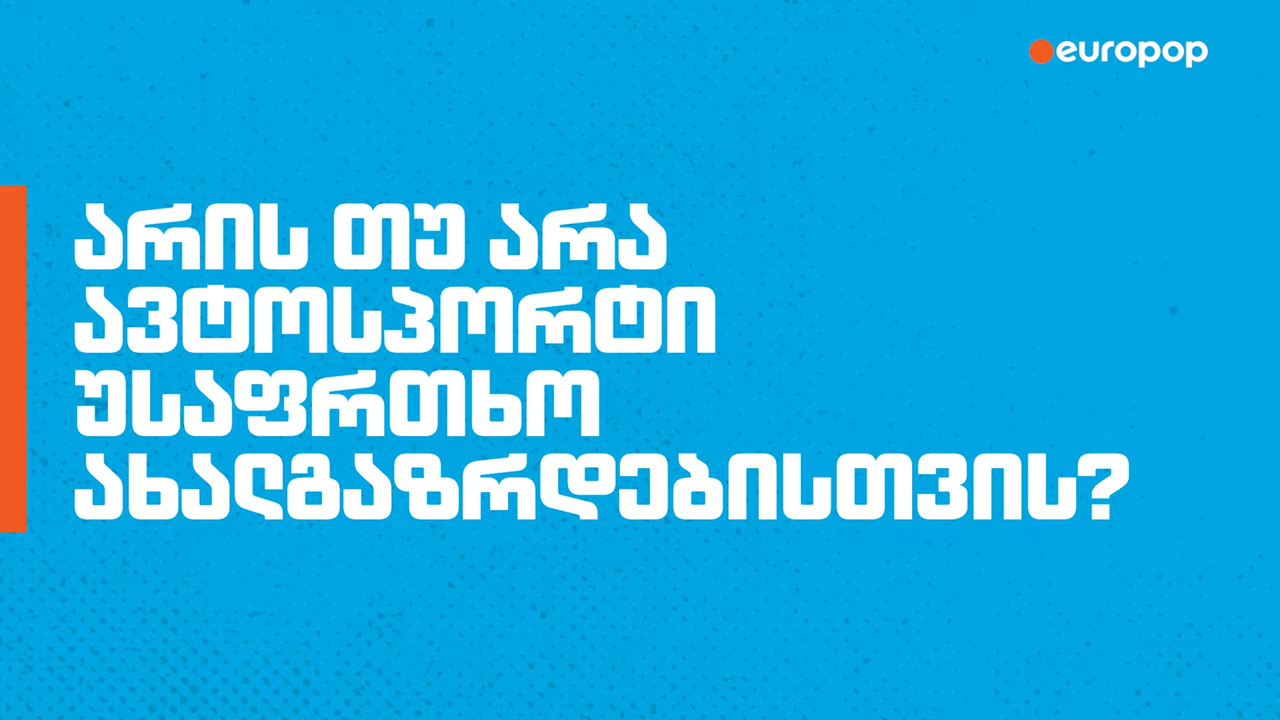 europop
არის თუ არა
ავტოსპორტი
უსაფრთხო
ახალგაზრდებისთვის?